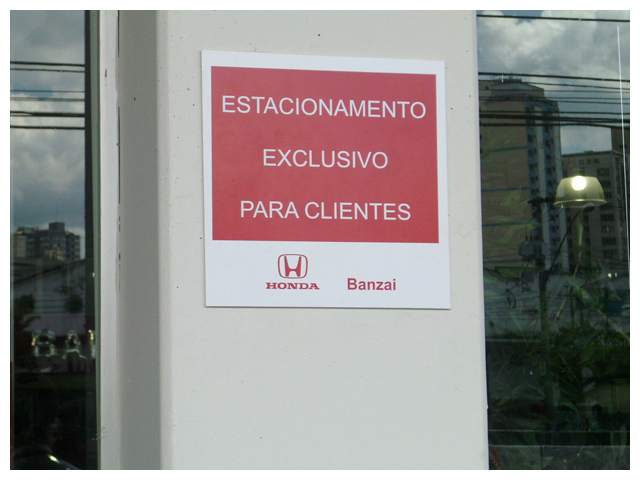 ESTACIONAMENTO
EXCLUSIVO
PARA CLIENTES
HONDA Banzai